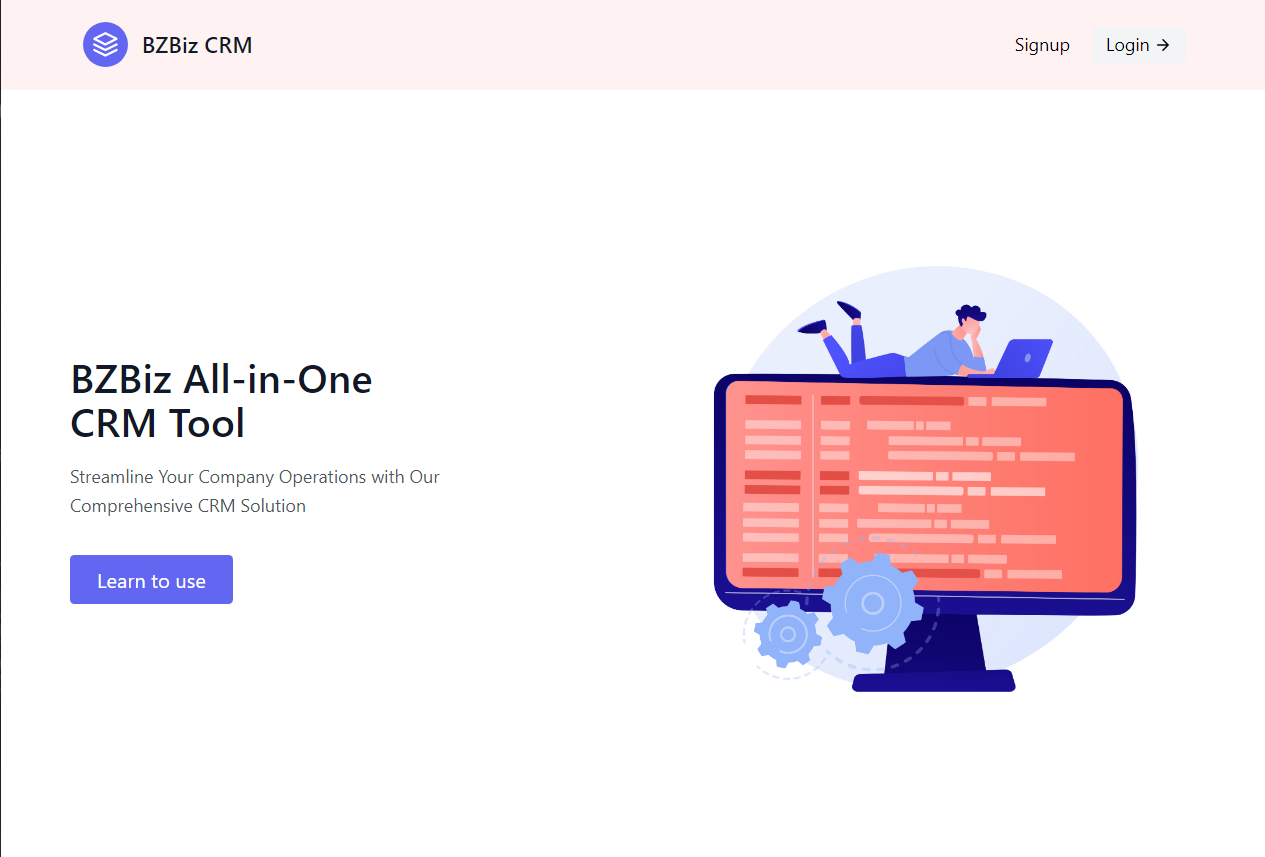 BZBiz CRM
Signup
Login →
BZBiz All-in-One
CRM Tool
Streamline Your Company Operations with Our
Comprehensive CRM Solution
Learn to use